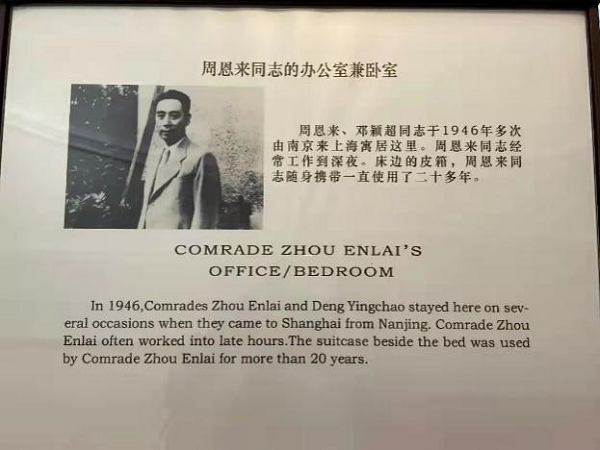 周恩来同志的办公室兼卧室
周恩来、邓颖超同志于1946年多次
由南京来上海寓居这里。周恩来同志经
常工作到深夜。床边的皮箱，周恩来同
志随身携带一直使用了二十多年。
COMRADE ZHOU ENLAI'S
OFFICE/BEDROOM
In 1946,Comrades Zhou Enlai and Deng Yingchao stayed here on sev-
eral occasions when they came to Shanghai from Nanjing. Comrade Zhou
Enlai often worked into late hours.The suitcase beside the bed was used
by Comrade Zhou Enlai for more than 20 years.